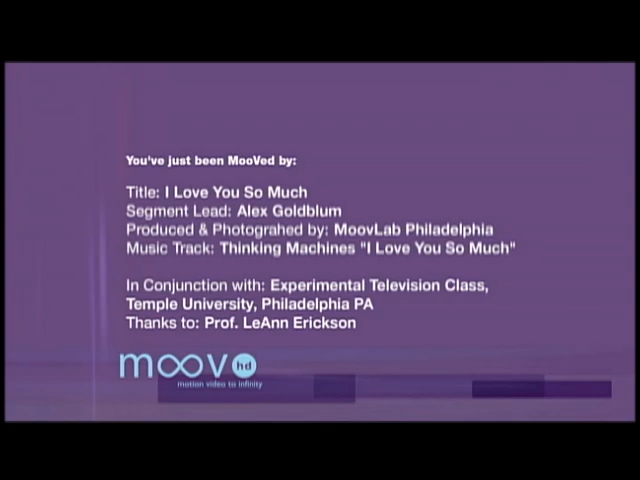 You've just been MooVed by:
Title: I Love You So Much
Segment Lead: Alex Goldblum
Produced & Photograhed by: MoovLab Philadelphia
Music Track: Thinking Machines "I Love You So Much"
In Conjunction with: Experimental Television Class,
Temple University, Philadelphia PA
Thanks to: Prof. LeAnn Erickson
moov hd
motion video to infinity